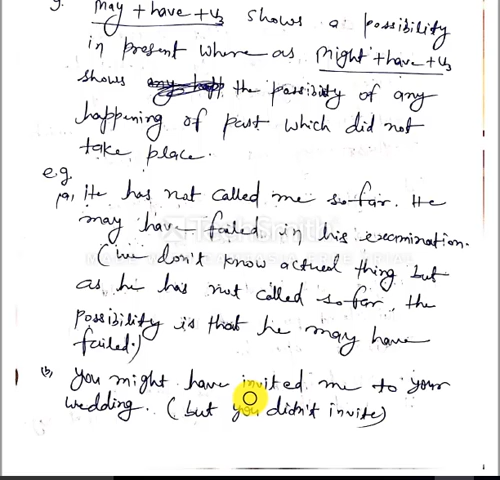 9. may + have + V3 shows a possibility
in present where as might + have + V3
shows the possibility of any
happening of past which did not
take place.
e.g.
(a) He has not called me so far. He
may have failed in his examination.
(We don't know actual thing but
as he has not called so far, the
possibility is that he may have
failed.)
(b) you might have invited me to your
wedding. (but you didn't invite)